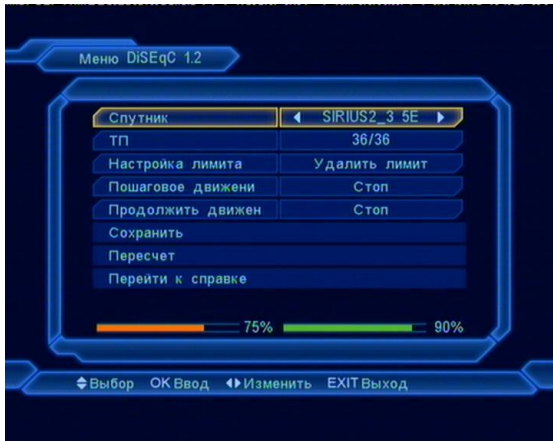 Меню DiSEqC 1.2
Спутник SIRIUS2_3 5E
ТП 36/36
Настройка лимита Удалить лимит
Пошаговое движени Стоп
Продолжить движен Стоп
Сохранить
Пересчет
Перейти к справке
75% 90%
Выбор OK Ввод Изменить EXIT Выход